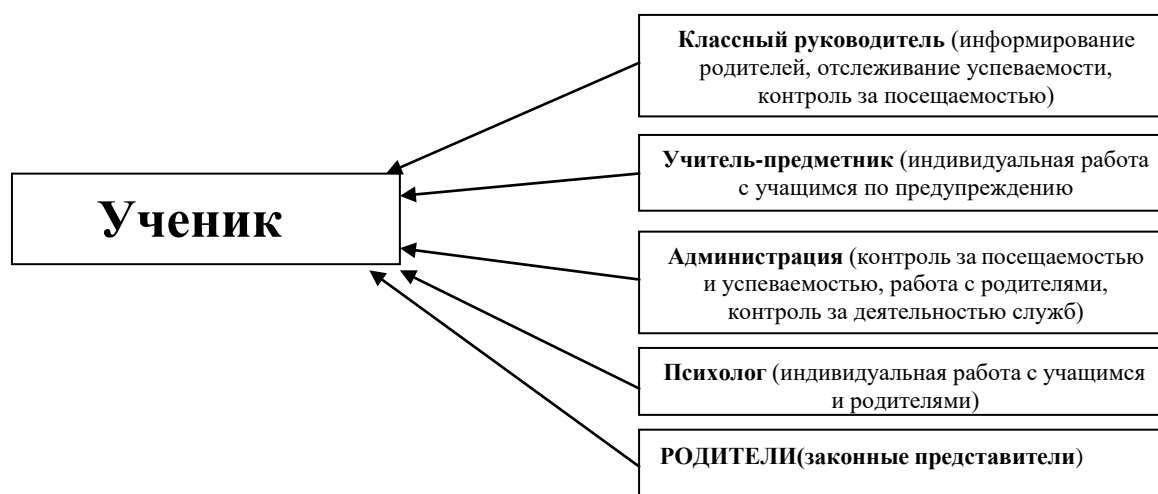 Ученик
Классный руководитель (информирование
родителей, отслеживание успеваемости,
контроль за посещаемостью)
Учитель-предметник (индивидуальная работа
с учащимся по предупреждению
Администрация (контроль за посещаемостью
и успеваемостью, работа с родителями,
контроль за деятельностью служб)
Психолог (индивидуальная работа с учащимся
и родителями)
РОДИТЕЛИ(законные представители)